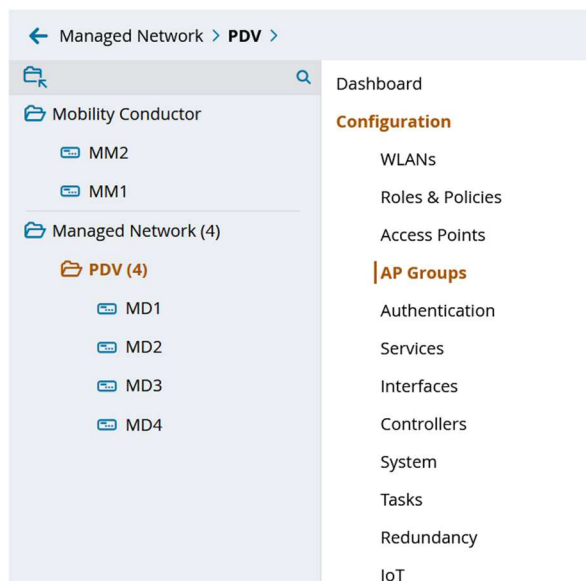 Managed Network > PDV >
Mobility Conductor
MM2
MM1
Managed Network (4)
PDV (4)
MD1
MD2
MD3
MD4
Dashboard
Configuration
WLANs
Roles & Policies
Access Points
AP Groups
Authentication
Services
Interfaces
Controllers
System
Tasks
Redundancy
IoT